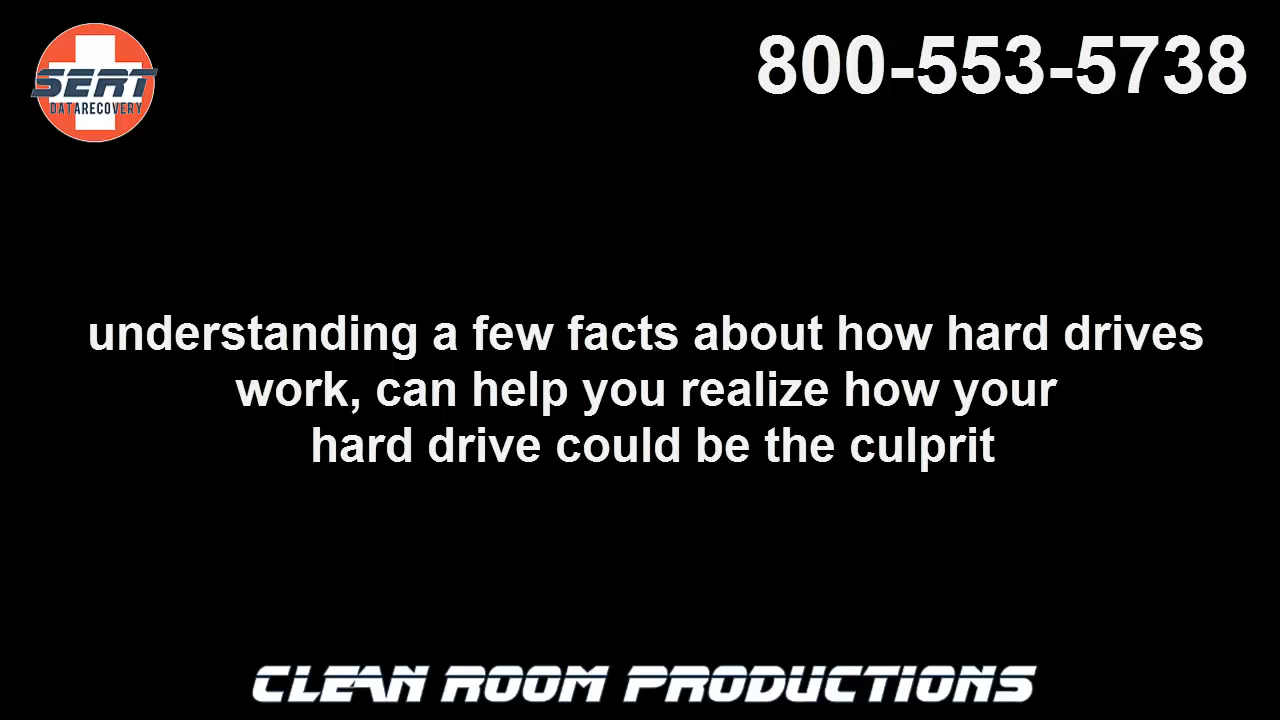 SERT
DATARECOVERY
800-553-5738
understanding a few facts about how hard drives
work, can help you realize how your
hard drive could be the culprit
CLEAN ROOM PRODUCTIONS